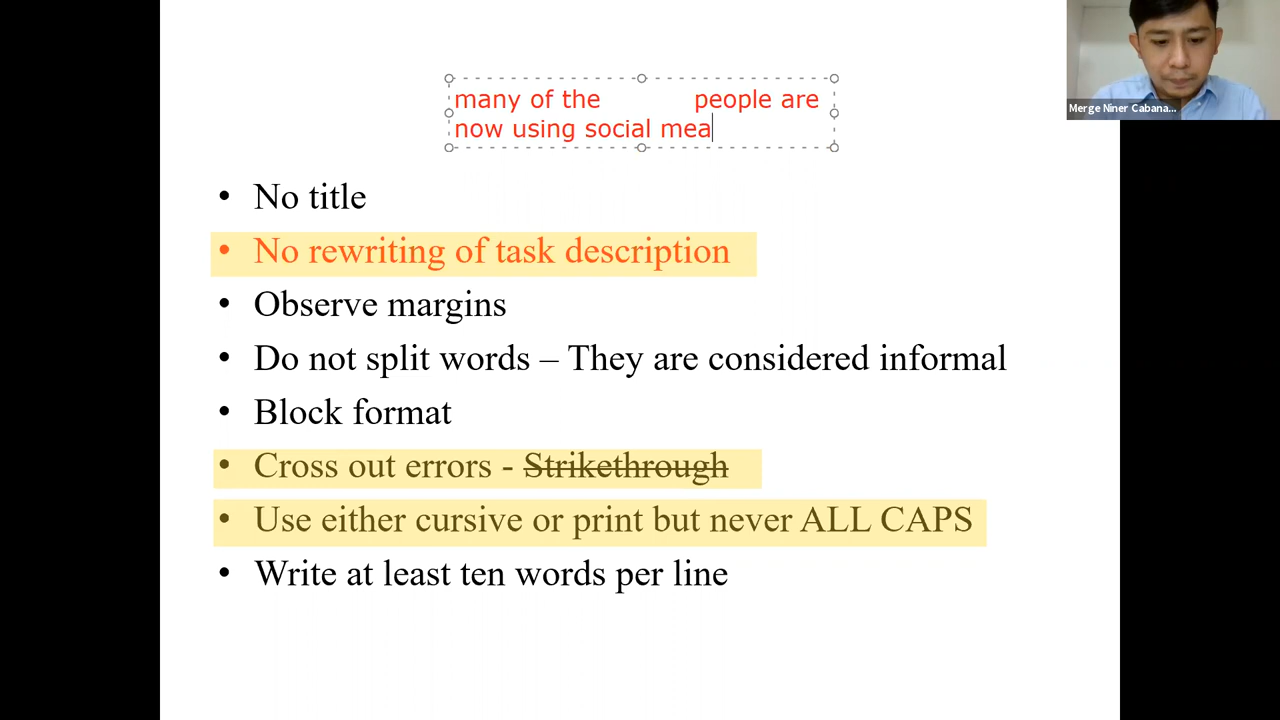 many of the people are
now using social mea
Merge Niner Cabana...
• No title
• No rewriting of task description
• Observe margins
• Do not split words – They are considered informal
• Block format
• Cross out errors - Strikethrough
• Use either cursive or print but never ALL CAPS
• Write at least ten words per line